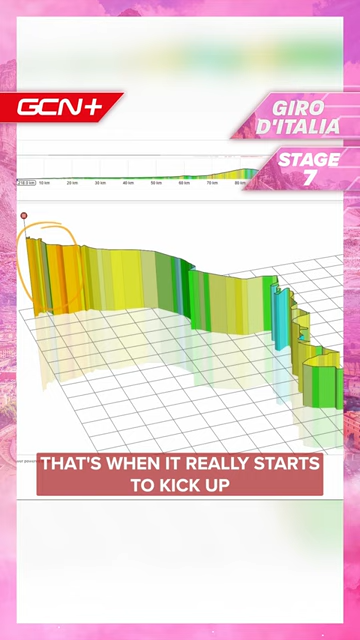 GCN+
GIRO
D'ITALIA
STAGE
7
10 km
20 km
30 km
40 km
50 km
60 km
70 km
80 km
THAT'S WHEN IT REALLY STARTS
TO KICK UP